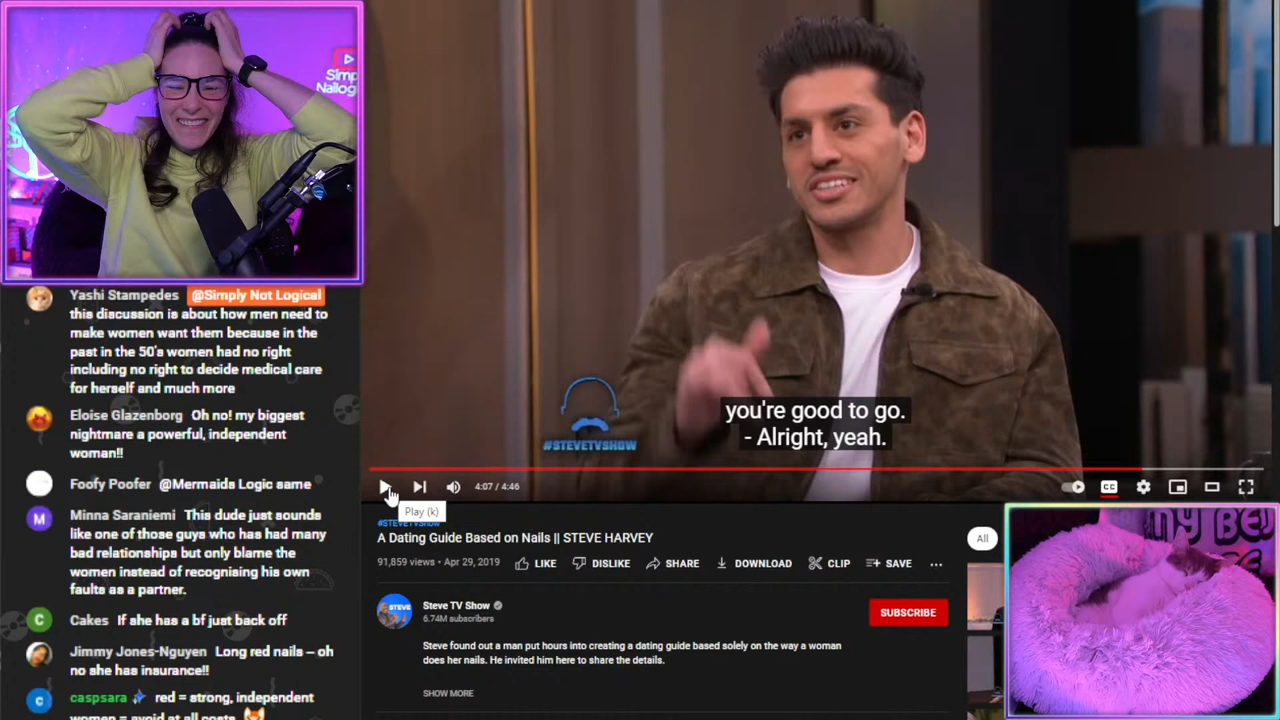 Simply
Nailogi
Yashi Stampedes @Simply Not Logical
this discussion is about how men need to
make women want them because in the
past in the 50's women had no right
including no right to decide medical care
for herself and much more
Eloise Glazenborg Oh no! my biggest
nightmare a powerful, independent
woman!!
Foofy Poofer @Mermaids Logic same
M Minna Saraniemi This dude just sounds
like one of those guys who has had many
bad relationships but only blame the
women instead of recognising his own
faults as a partner.
C Cakes If she has a bf just back off
Jimmy Jones-Nguyen Long red nails – oh
no she has insurance!!
c caspsara red = strong, independent
women = avoid at all costs
you're good to go.
- Alright, yeah.
#STEVETVSHOW
4:07 / 4:46
CC
Play (k)
#STEVETVSHOW
A Dating Guide Based on Nails || STEVE HARVEY
91,859 views • Apr 29, 2019
LIKE
DISLIKE
SHARE
DOWNLOAD
CLIP
SAVE
...
All
STEVE
Steve TV Show
6.74M subscribers
SUBSCRIBE
Steve found out a man put hours into creating a dating guide based solely on the way a woman
does her nails. He invited him here to share the details.
SHOW MORE
MY BE